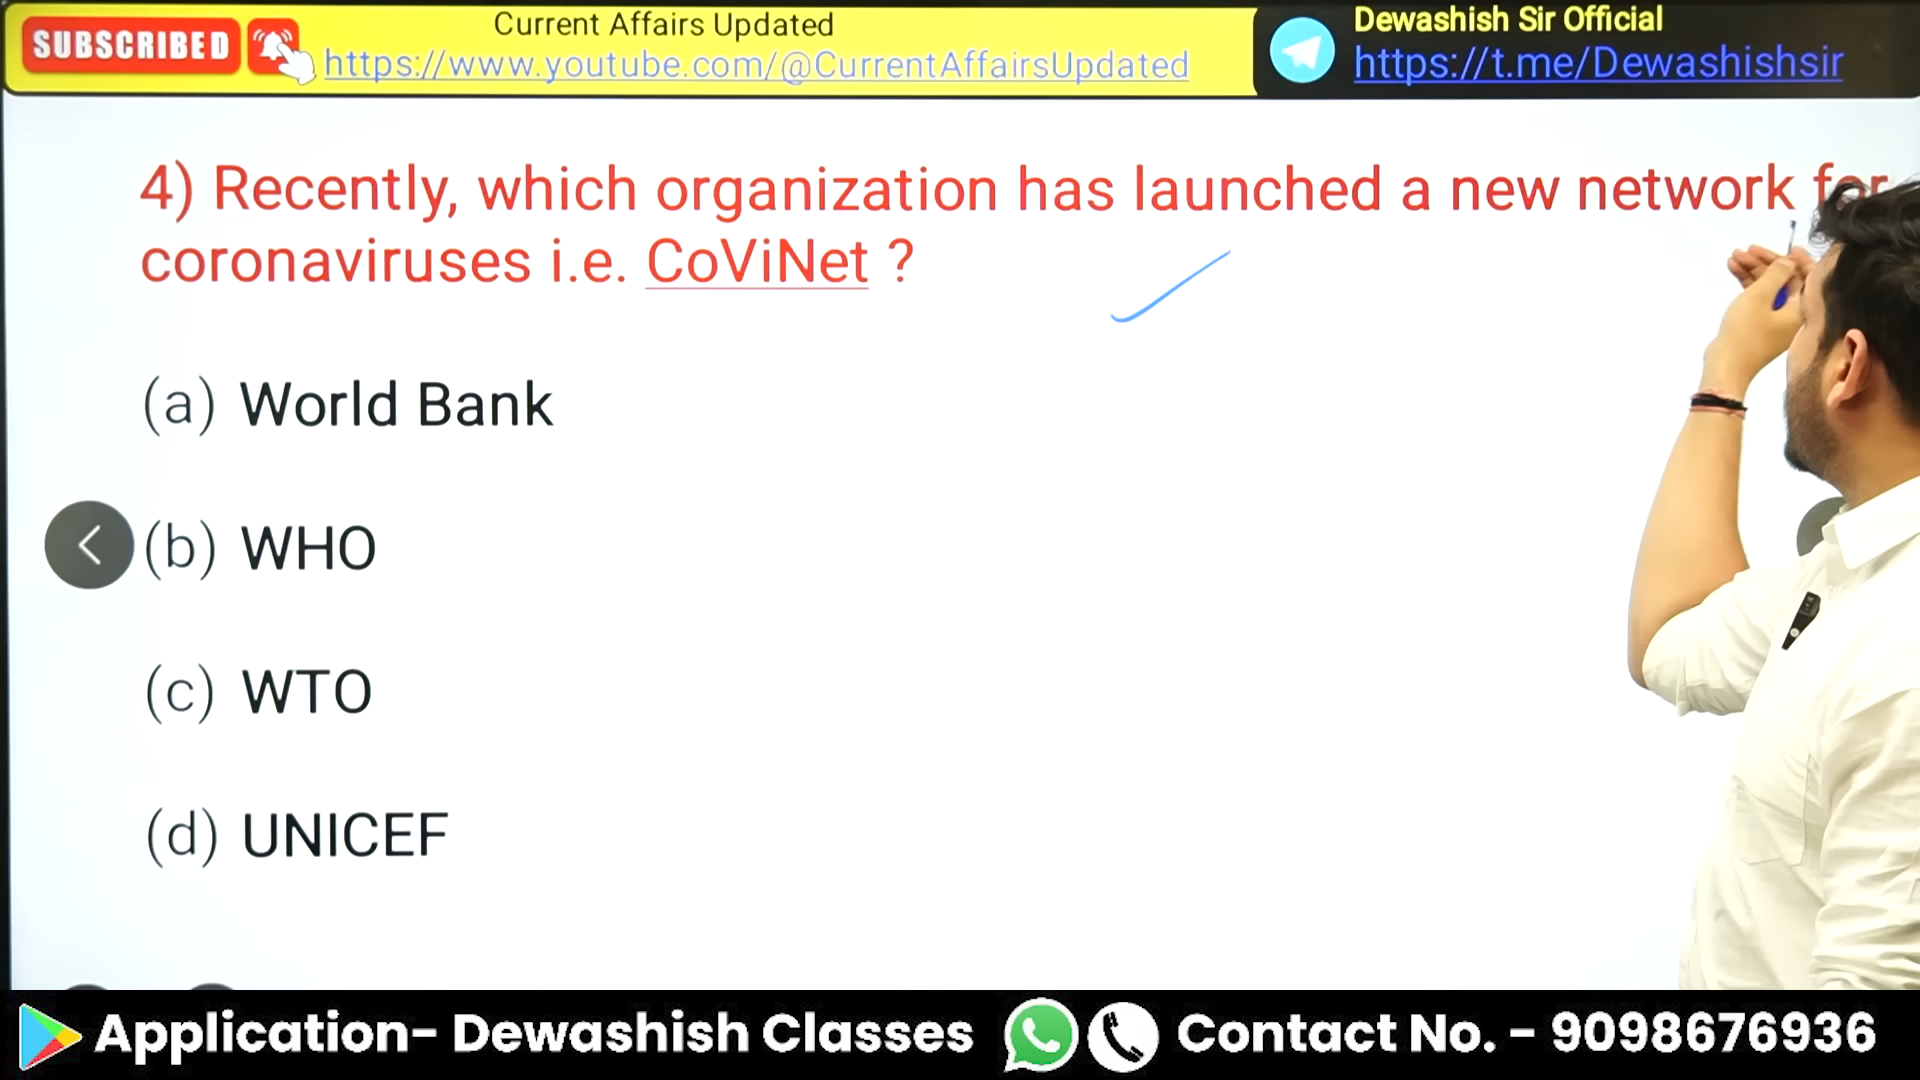 SUBSCRIBED
Current Affairs Updated
https://www.youtube.com/@CurrentAffairsUpdated
Dewashish Sir Official
https://t.me/Dewashishsir
4) Recently, which organization has launched a new network for
coronaviruses i.e. CoViNet ?
(a) World Bank
(b) WHO
(c) WTO
(d) UNICEF
Application- Dewashish Classes
Contact No. - 9098676936